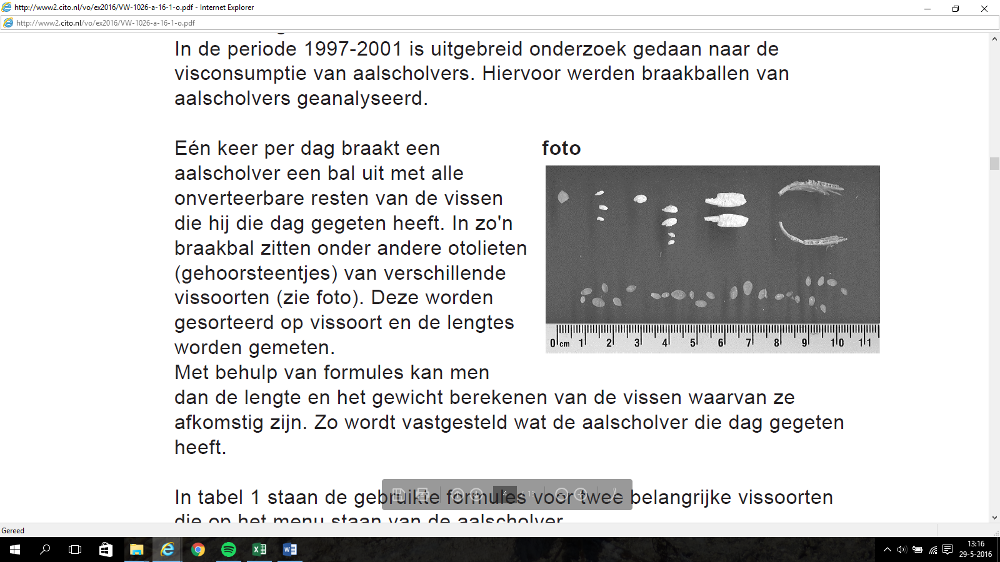 http://www2.cito.nl/vo/ex2016/VW-1026-a-16-1-o.pdf - Internet Explorer
http://www2.cito.nl/vo/ex2016/VW-1026-a-16-1-o.pdf
In de periode 1997-2001 is uitgebreid onderzoek gedaan naar de
visconsumptie van aalscholvers. Hiervoor werden braakballen van
aalscholvers geanalyseerd.
Eén keer per dag braakt een
aalscholver een bal uit met alle
onverteerbare resten van de vissen
die hij die dag gegeten heeft. In zo'n
braakbal zitten onder andere otolieten
(gehoorsteentjes) van verschillende
vissoorten (zie foto). Deze worden
gesorteerd op vissoort en de lengtes
worden gemeten.
foto
0 cm 1 2 3 4 5 6 7 8 9 10 11
Met behulp van formules kan men
dan de lengte en het gewicht berekenen van de vissen waarvan ze
afkomstig zijn. Zo wordt vastgesteld wat de aalscholver die dag gegeten
heeft.
In tabel 1 staan de gebruikte formules voor twee belangrijke vissoorten
die op het menu staan van de aalscholver.
4 / 13
Gereed
13:16
29-5-2016